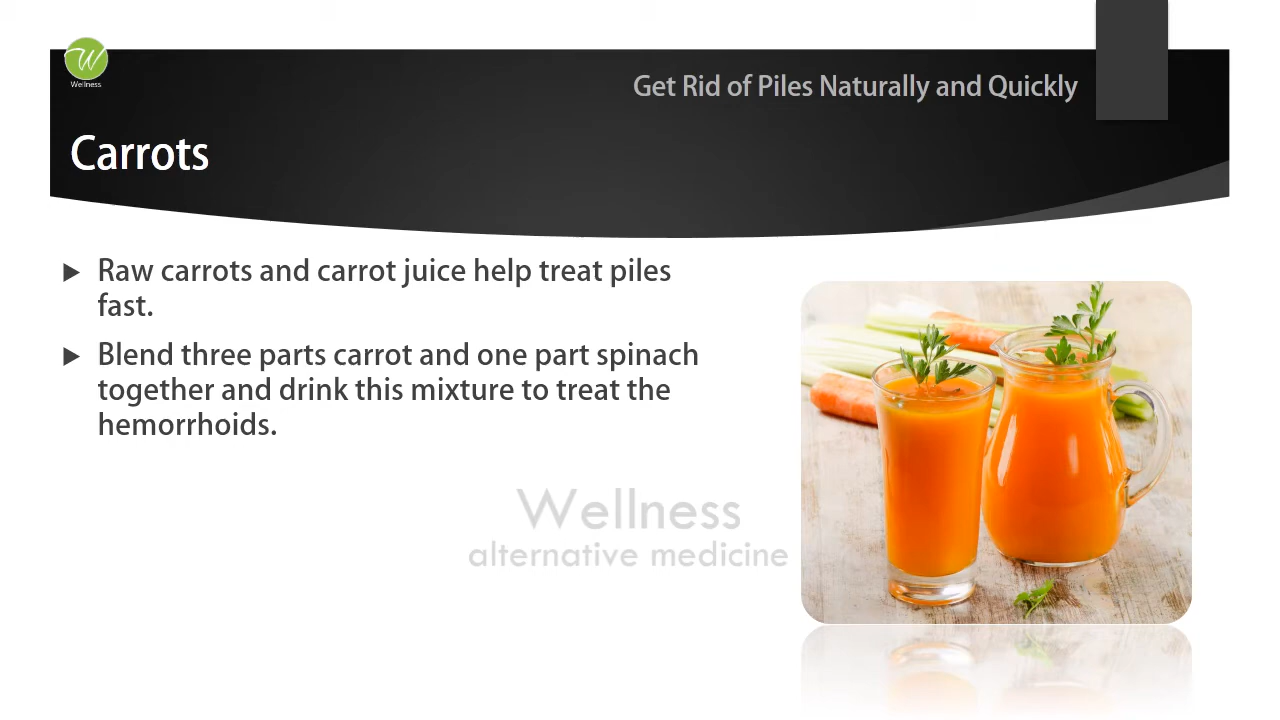 W
Wellness
Get Rid of Piles Naturally and Quickly
Carrots
Raw carrots and carrot juice help treat piles
fast.
Blend three parts carrot and one part spinach
together and drink this mixture to treat the
hemorrhoids.
Wellness
alternative medicine